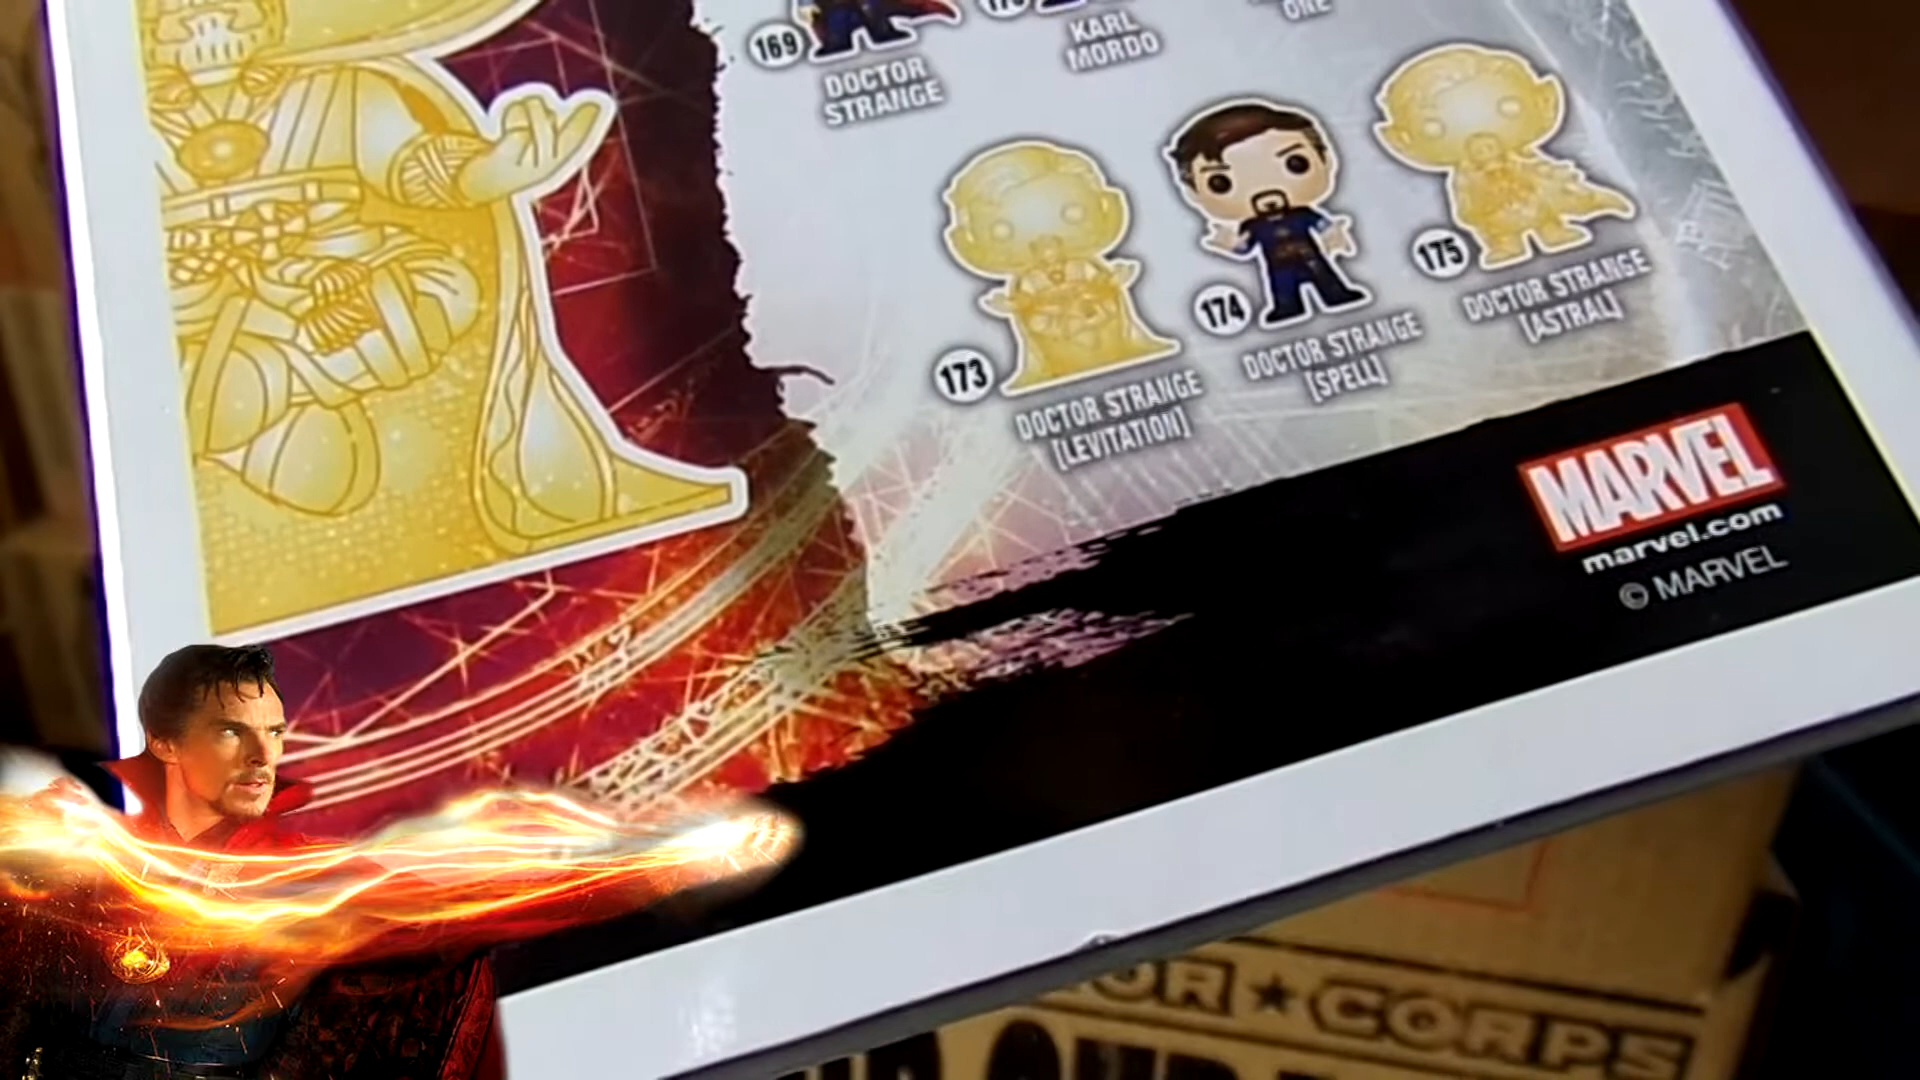 169
DOCTOR
STRANGE
KARL
MORDO
ONE
173
DOCTOR STRANGE
[LEVITATION]
174
DOCTOR STRANGE
[SPELL]
175
DOCTOR STRANGE
[ASTRAL]
MARVEL
marvel.com
© MARVEL
★ CORPS